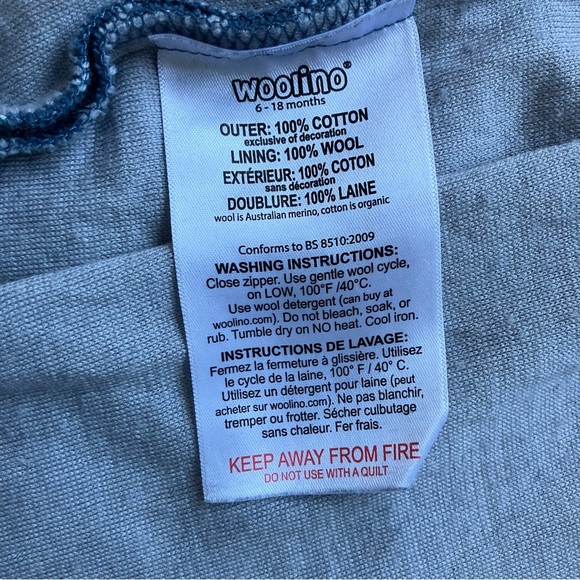 woolino®
6 - 18 months
OUTER: 100% COTTON
exclusive of decoration
LINING: 100% WOOL
EXTÉRIEUR: 100% COTON
sans décoration
DOUBLURE: 100% LAINE
wool is Australian merino, cotton is organic
Conforms to BS 8510:2009
WASHING INSTRUCTIONS:
Close zipper. Use gentle wool cycle,
on LOW, 100°F /40°C.
Use wool detergent (can buy at
woolino.com). Do not bleach, soak, or
rub. Tumble dry on NO heat. Cool iron.
INSTRUCTIONS DE LAVAGE:
Fermez la fermeture à glissière. Utilisez
le cycle de la laine, 100° F / 40° C.
Utilisez un détergent pour laine (peut
acheter sur woolino.com). Ne pas blanchir,
tremper ou frotter. Sécher culbutage
sans chaleur. Fer frais.
KEEP AWAY FROM FIRE
DO NOT USE WITH A QUILT